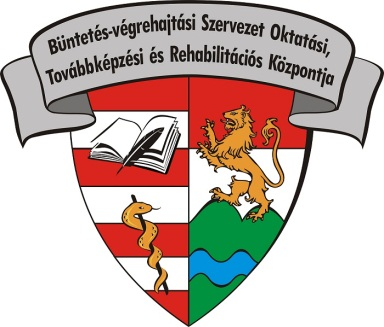 Büntetés-végrehajtási Szervezet Oktatási,
Továbbképzési és Rehabilitációs Központja